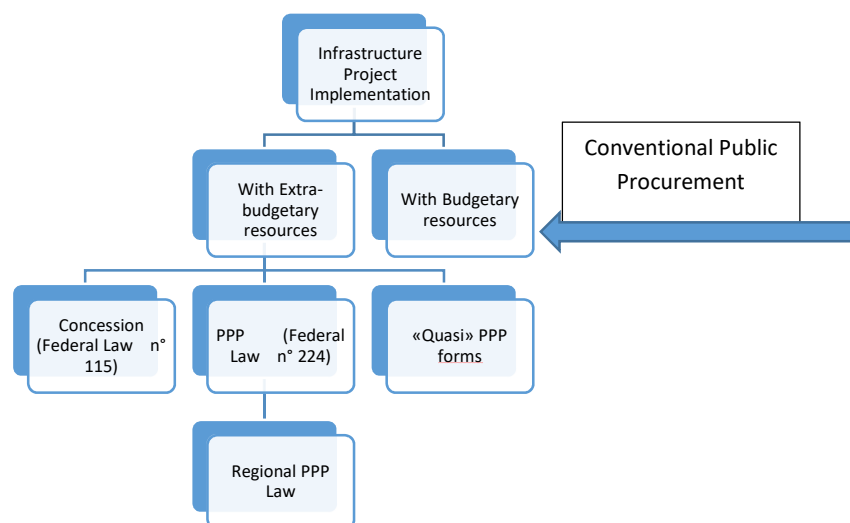 Infrastructure
Project
Implementation
Conventional Public
Procurement
With Extra-
budgetary
resources
With Budgetary
resources
Concession
(Federal Law n°
115)
PPP (Federal
Law n° 224)
«Quasi» PPP
forms
Regional PPP
Law